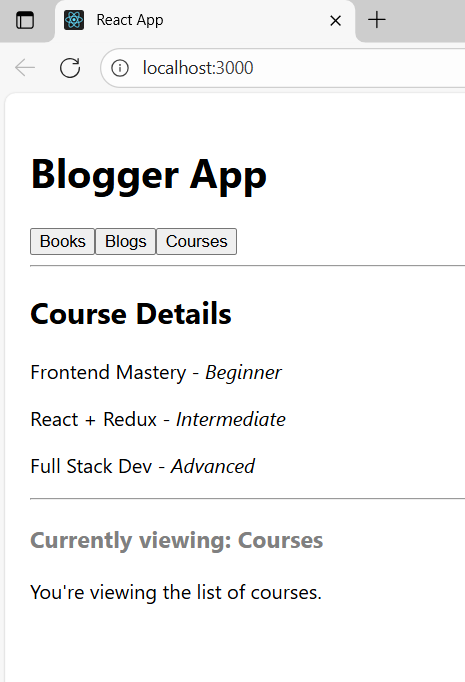 React App
localhost:3000
Blogger App
Books Blogs Courses
Course Details
Frontend Mastery - Beginner
React + Redux - Intermediate
Full Stack Dev - Advanced
Currently viewing: Courses
You're viewing the list of courses.